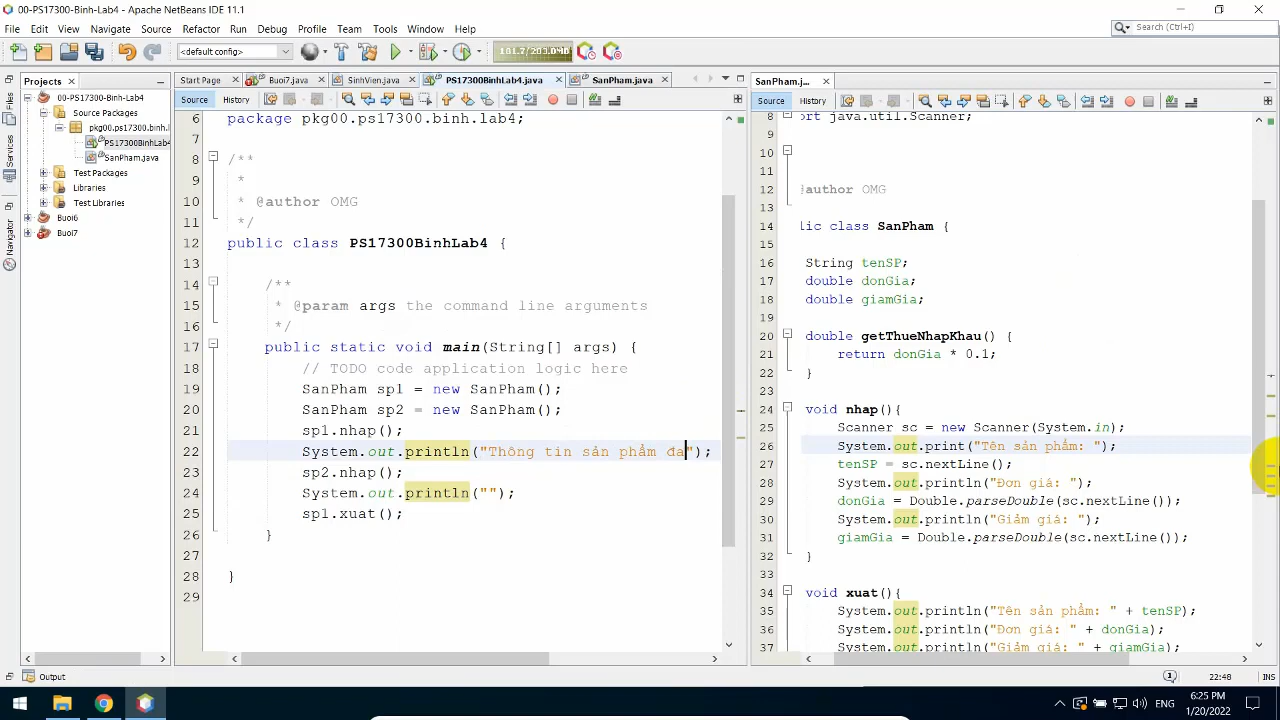 00-PS17300-Binh-Lab4 - Apache NetBeans IDE 11.1
File Edit View Navigate Source Refactor Run Debug Profile Team Tools Window Help
Search (Ctrl+I)
<default config>
Projects
00-PS17300-Binh-Lab4
Source Packages
pkg00.ps17300.binh.l
PS17300BinhLab4
SanPham.java
Test Packages
Libraries
Test Libraries
Buoi6
Buoi7
Files
Services
Navigator
Start Page Buoi7.java SinhVien.java PS17300BinhLab4.java SanPham.java
Source History
6 package pkg00.ps17300.binh.lab4;
7
8 /**
9 *
10 * @author OMG
11 */
12 public class PS17300BinhLab4 {
13
14 /**
15 * @param args the command line arguments
16 */
17 public static void main(String[] args) {
18 // TODO code application logic here
19 SanPham sp1 = new SanPham();
20 SanPham sp2 = new SanPham();
21 sp1.nhap();
22 System.out.println("Thông tin sản phẩm đa");
23 sp2.nhap();
24 System.out.println("");
25 sp1.xuat();
26 }
27
28 }
29
SanPham.j...
Source History
8 ort java.util.Scanner;
9
10
11
12 @author OMG
13
14 lic class SanPham {
15
16 String tenSP;
17 double donGia;
18 double giamGia;
19
20 double getThueNhapKhau() {
21 return donGia * 0.1;
22 }
23
24 void nhap(){
25 Scanner sc = new Scanner(System.in);
26 System.out.print("Tên sản phẩm: ");
27 tenSP = sc.nextLine();
28 System.out.println("Đơn giá: ");
29 donGia = Double.parseDouble(sc.nextLine());
30 System.out.println("Giảm giá: ");
31 giamGia = Double.parseDouble(sc.nextLine());
32 }
33
34 void xuat(){
35 System.out.println("Tên sản phẩm: " + tenSP);
36 System.out.println("Đơn giá: " + donGia);
37 System.out.println("Giảm giá: " + giamGia);
Output
1
22:48
INS
ENG
6:25 PM
1/20/2022